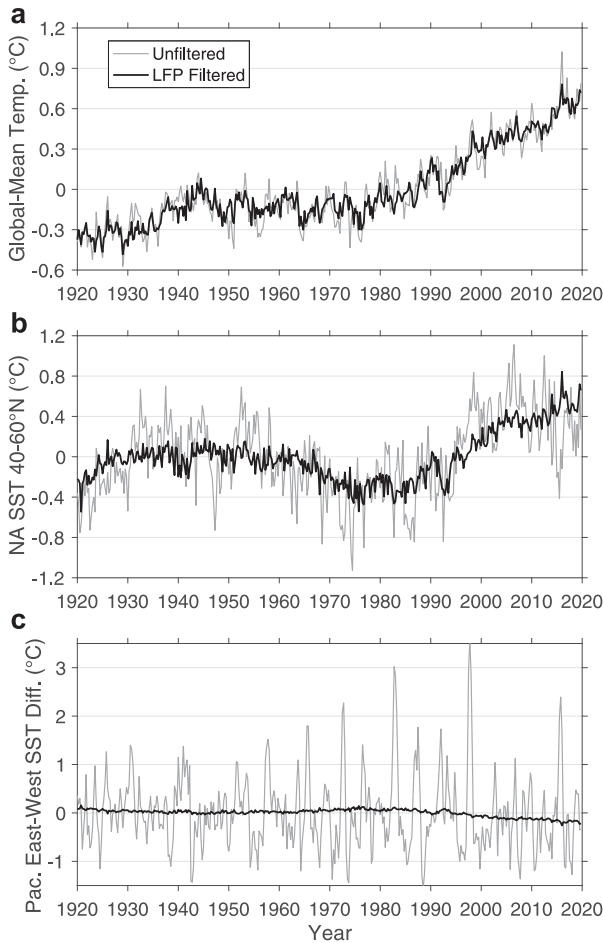 a
Global-Mean Temp. (°C)
1.2
0.9
0.6
0.3
0
-0.3
-0.6
Unfiltered
LFP Filtered
1920 1930 1940 1950 1960 1970 1980 1990 2000 2010 2020
b
NA SST 40-60°N (°C)
1.2
0.8
0.4
0
-0.4
-0.8
-1.2
1920 1930 1940 1950 1960 1970 1980 1990 2000 2010 2020
c
Pac. East-West SST Diff. (°C)
3
2
1
0
-1
1920 1930 1940 1950 1960 1970 1980 1990 2000 2010 2020
Year